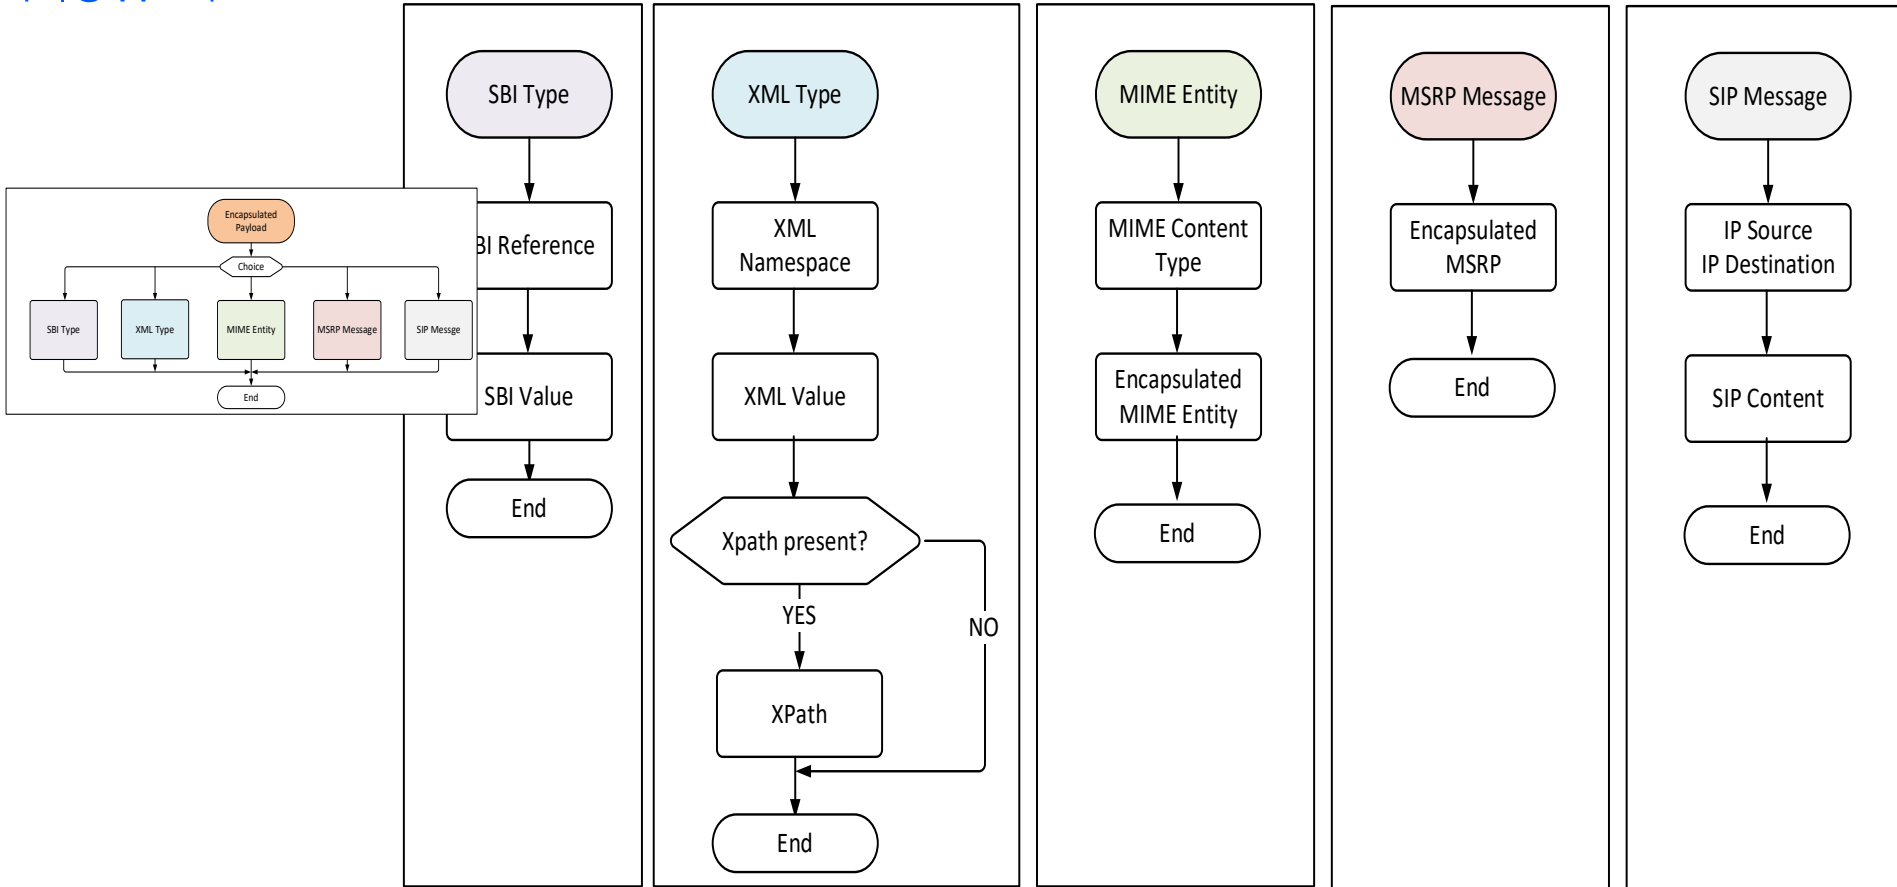 SBI Type
BI Reference
SBI Value
End
XML Type
XML
Namespace
XML Value
Xpath present?
YES
NO
XPath
End
MIME Entity
MIME Content
Type
Encapsulated
MIME Entity
End
MSRP Message
Encapsulated
MSRP
End
SIP Message
IP Source
IP Destination
SIP Content
End
Encapsulated
Payload
Choice
SBI Type
XML Type
MIME Entity
MSRP Message
SIP Messge
End